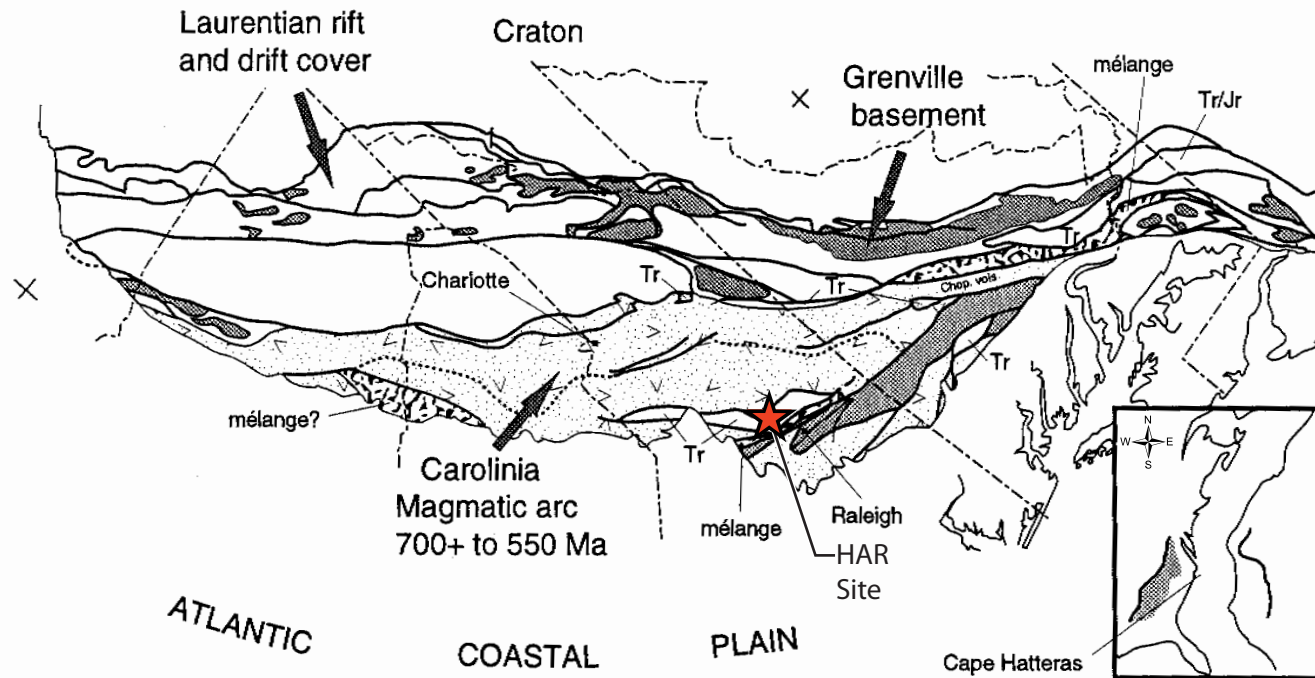 Laurentian rift
and drift cover
Craton
Grenville
basement
mélange
Tr/Jr
Tr
Charlotte
Tr
Tr
Chop. vols
Tr
mélange?
Tr
Carolinia
Magmatic arc
700+ to 550 Ma
mélange
Raleigh
HAR
Site
ATLANTIC
COASTAL
PLAIN
N
W
E
S
Cape Hatteras